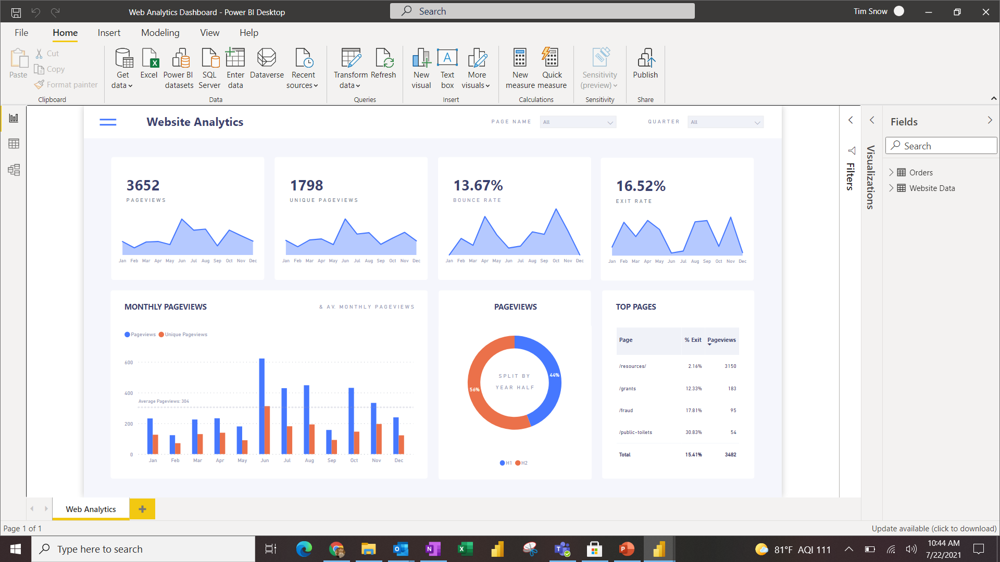 Web Analytics Dashboard - Power BI Desktop
Search
Tim Snow
File Home Insert Modeling View Help
Paste
Cut
Copy
Format painter
Clipboard
Get data
Excel
Power BI datasets
SQL Server
Enter data
Dataverse
Recent sources
Data
Transform data
Refresh
Queries
New visual
Text box
More visuals
Insert
New measure
Quick measure
Calculations
Sensitivity (preview)
Sensitivity
Publish
Share
Website Analytics
PAGE NAME
All
QUARTER
All
3652
PAGEVIEWS
Jan Feb Mar Apr May Jun Jul Aug Sep Oct Nov Dec
1798
UNIQUE PAGEVIEWS
Jan Feb Mar Apr May Jun Jul Aug Sep Oct Nov Dec
13.67%
BOUNCE RATE
Jan Feb Mar Apr May Jun Jul Aug Sep Oct Nov Dec
16.52%
EXIT RATE
Jan Feb Mar Apr May Jun Jul Aug Sep Oct Nov Dec
MONTHLY PAGEVIEWS
& AV. MONTHLY PAGEVIEWS
Pageviews Unique Pageviews
600
400
Average Pageviews: 304
200
0
Jan Feb Mar Apr May Jun Jul Aug Sep Oct Nov Dec
PAGEVIEWS
SPLIT BY
YEAR HALF
44%
56%
H1 H2
TOP PAGES
Page % Exit Pageviews
/resources/ 2.16% 3150
/grants 12.33% 183
/fraud 17.81% 95
/public-toilets 30.83% 54
Total 15.41% 3482
Filters
Visualizations
Fields
Search
Orders
Website Data
Web Analytics
Page 1 of 1
Update available (click to download)
Type here to search
81°F AQI 111
10:44 AM
7/22/2021